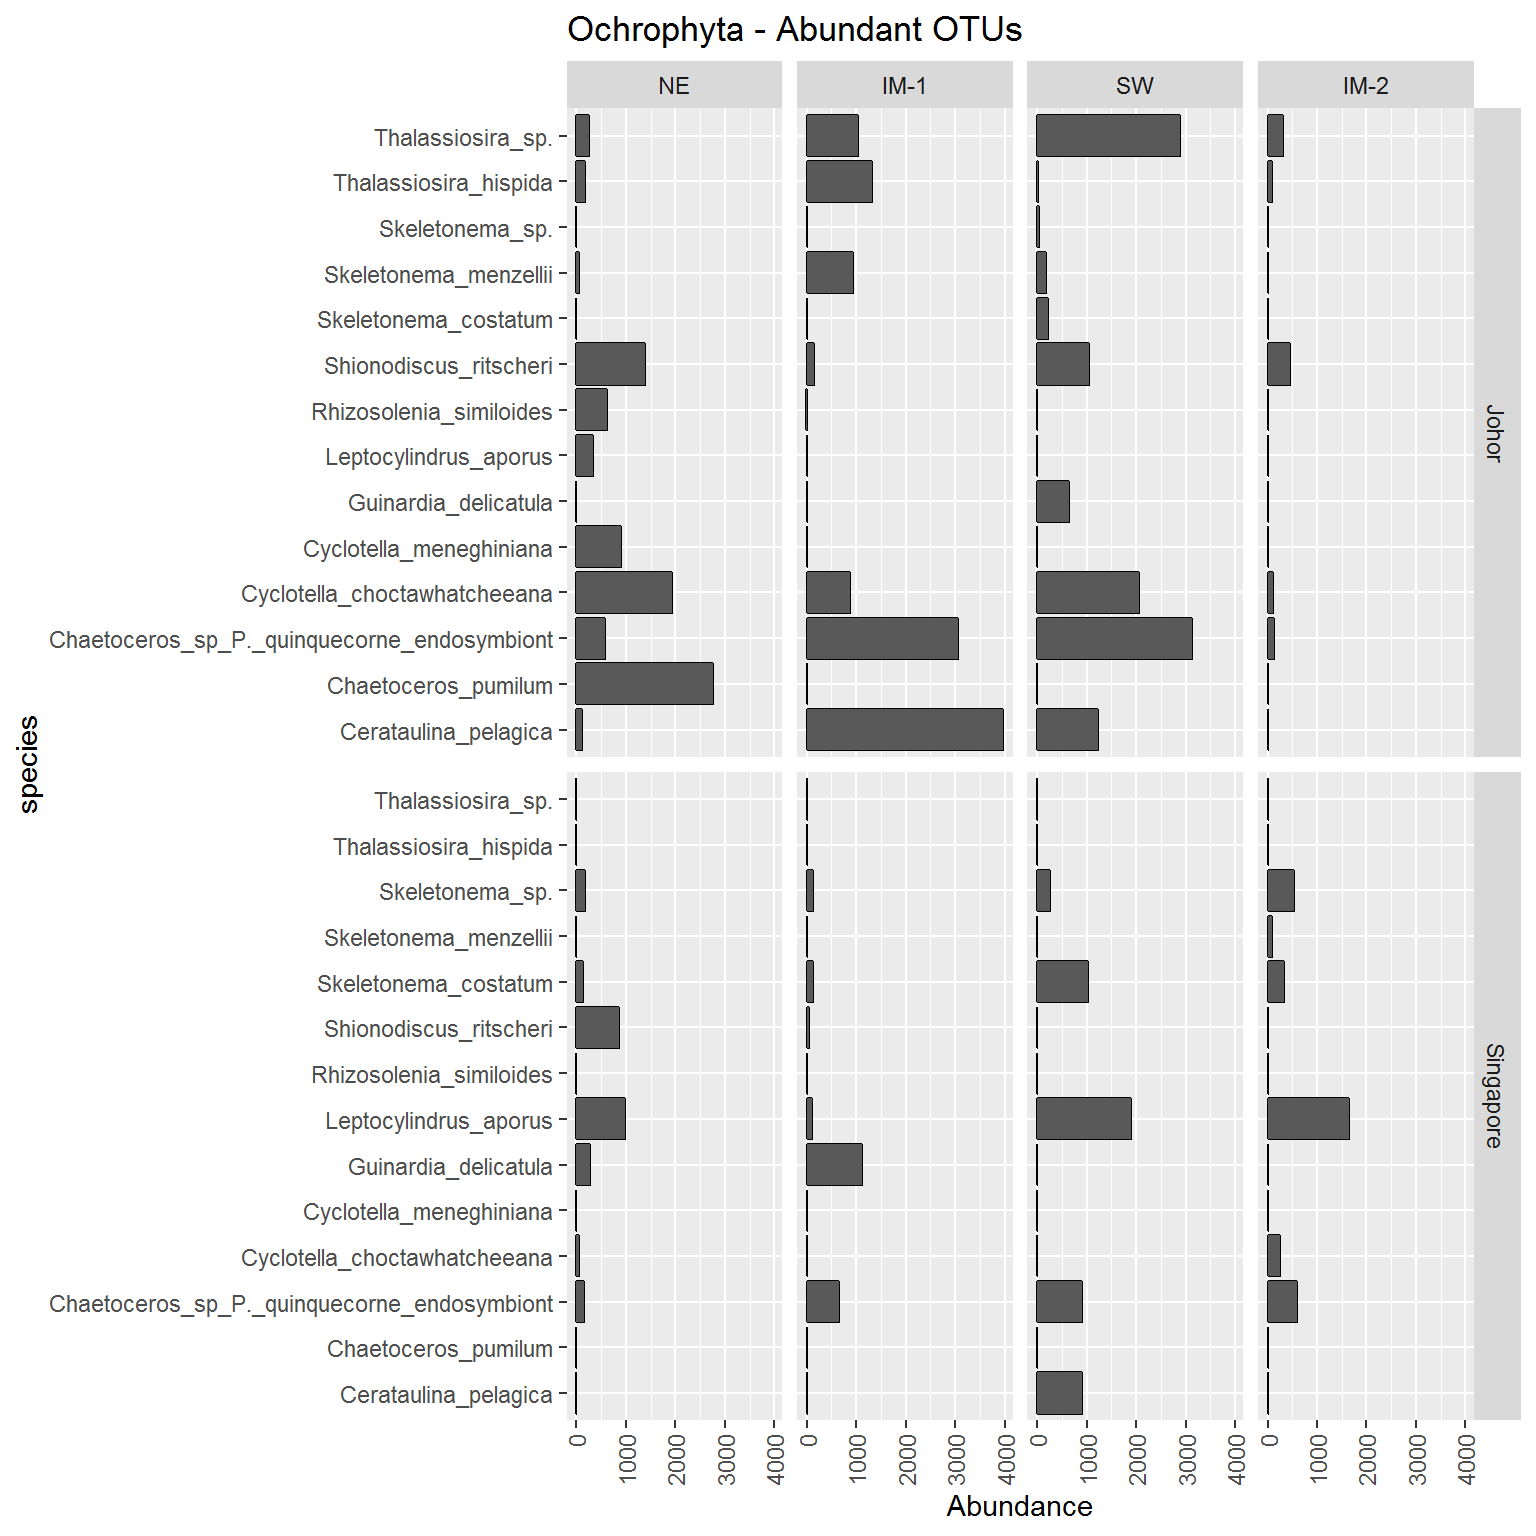 Ochrophyta - Abundant OTUs
NE
IM-1
SW
IM-2
Thalassiosira_sp.
Thalassiosira_hispida
Skeletonema_sp.
Skeletonema_menzellii
Skeletonema_costatum
Shionodiscus_ritscheri
Rhizosolenia_similoides
Leptocylindrus_aporus
Guinardia_delicatula
Cyclotella_meneghiniana
Cyclotella_choctawhatcheeana
Chaetoceros_sp_P._quinquecorne_endosymbiont
Chaetoceros_pumilum
Cerataulina_pelagica
Johor
species
Thalassiosira_sp.
Thalassiosira_hispida
Skeletonema_sp.
Skeletonema_menzellii
Skeletonema_costatum
Shionodiscus_ritscheri
Rhizosolenia_similoides
Leptocylindrus_aporus
Guinardia_delicatula
Cyclotella_meneghiniana
Cyclotella_choctawhatcheeana
Chaetoceros_sp_P._quinquecorne_endosymbiont
Chaetoceros_pumilum
Cerataulina_pelagica
Singapore
0
1000
2000
3000
4000
0
1000
2000
3000
4000
0
1000
2000
3000
4000
0
1000
2000
3000
4000
Abundance